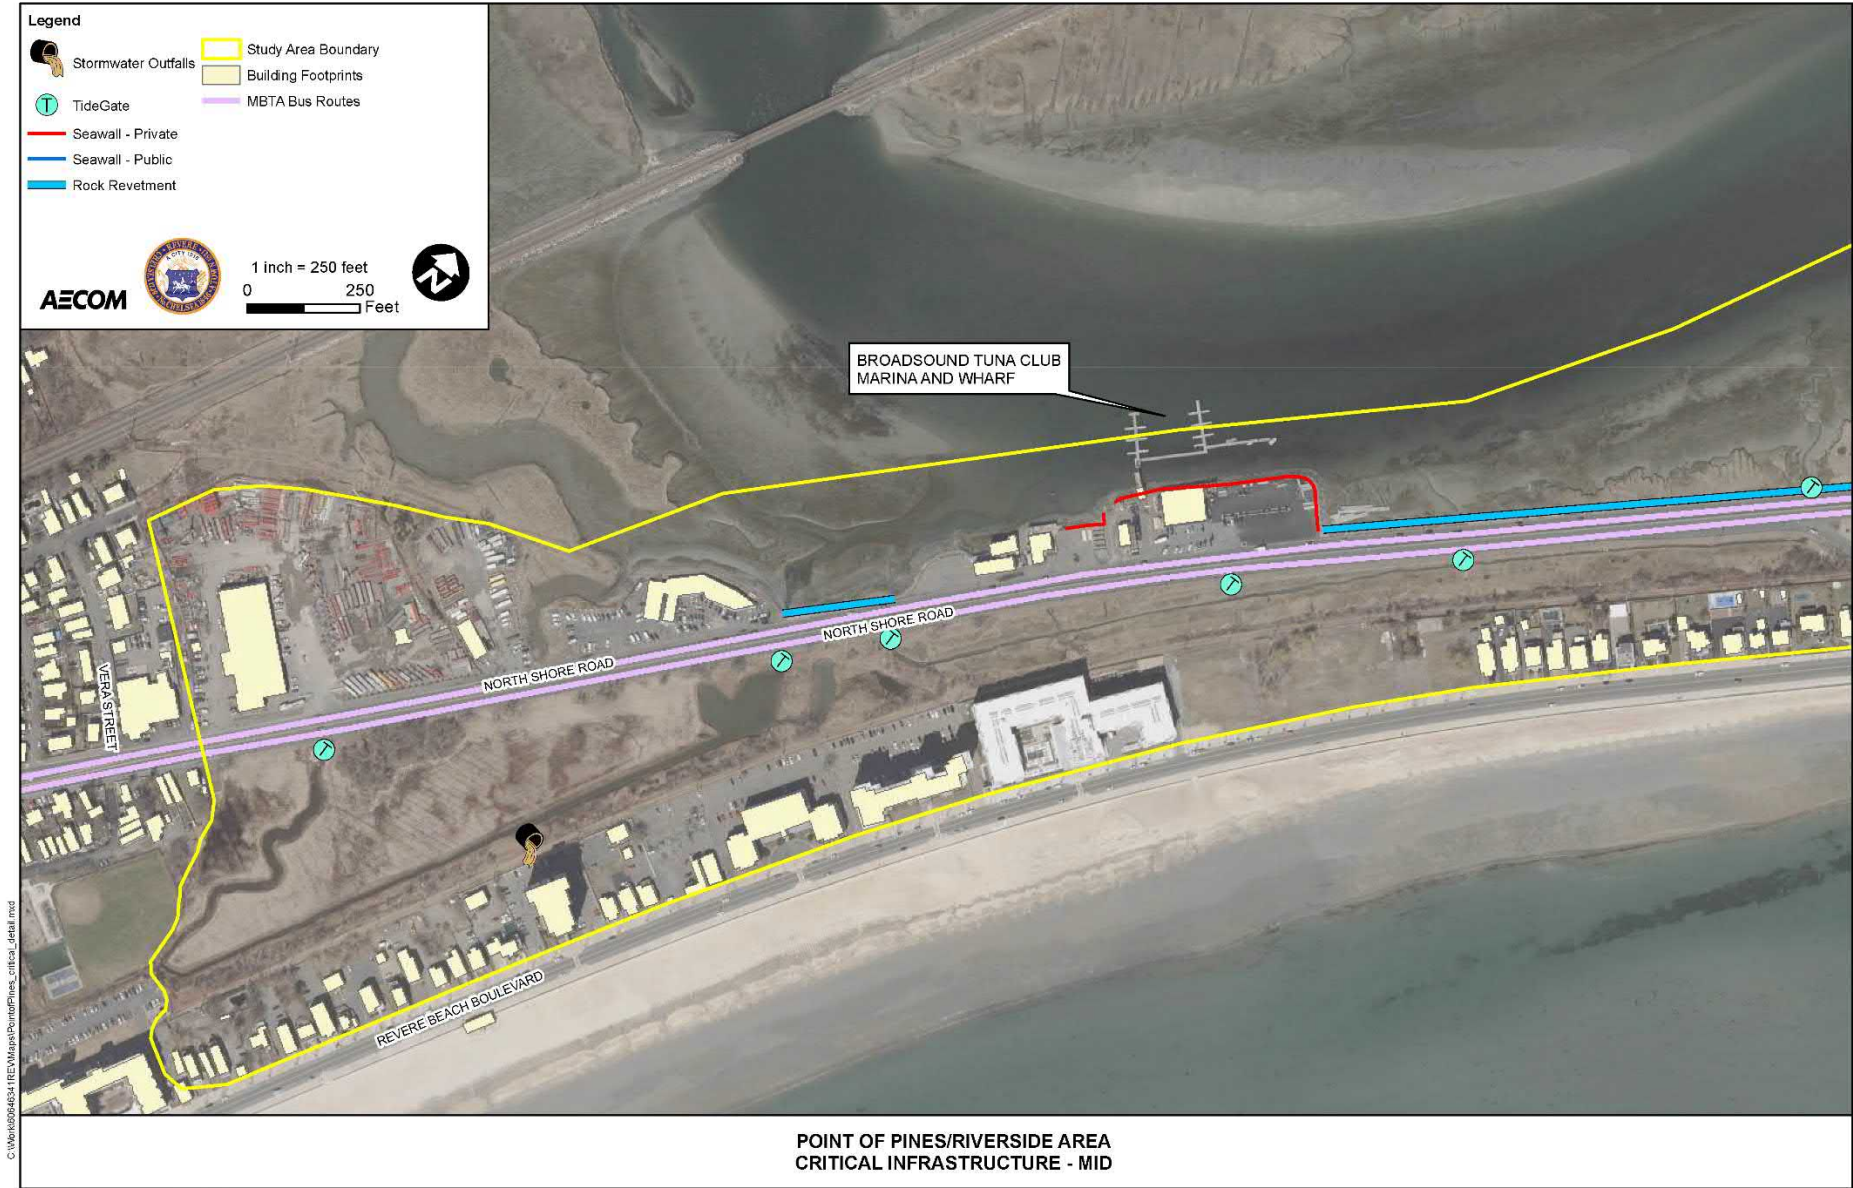 Legend
Stormwater Outfalls
TideGate
Seawall - Private
Seawall - Public
Rock Revetment
Study Area Boundary
Building Footprints
MBTA Bus Routes
AECOM
1 inch = 250 feet
0 250
Feet
N
BROADSOUND TUNA CLUB
MARINA AND WHARF
NORTH SHORE ROAD
NORTH SHORE ROAD
VERA STREET
REVERE BEACH BOULEVARD
POINT OF PINES/RIVERSIDE AREA
CRITICAL INFRASTRUCTURE - MID